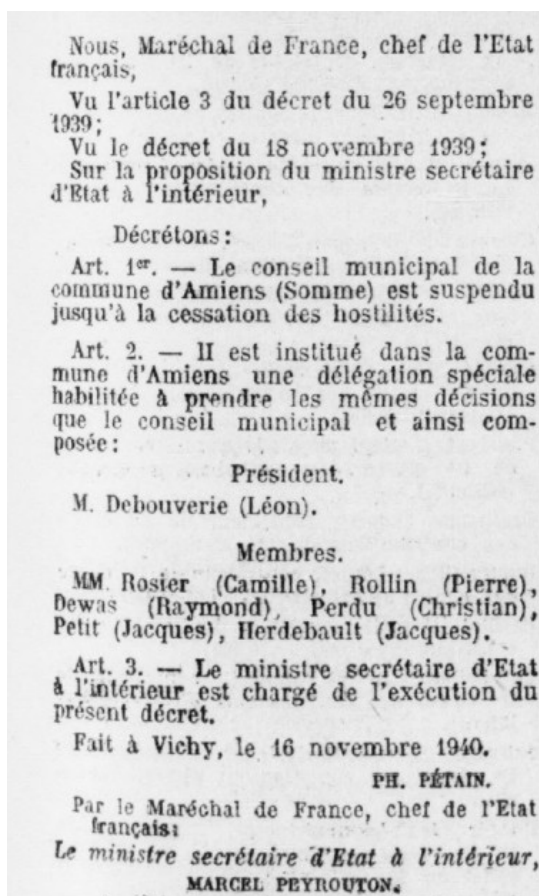 Nous, Maréchal de France, chef de l'Etat
français,
Vu l'article 3 du décret du 26 septembre
1939;
Vu le décret du 18 novembre 1939;
Sur la proposition du ministre secrétaire
d'Etat à l'intérieur,
Décrétons:
Art. 1er. — Le conseil municipal de la
commune d'Amiens (Somme) est suspendu
jusqu'à la cessation des hostilités.
Art. 2. — Il est institué dans la com-
mune d'Amiens une délégation spéciale
habilitée à prendre les mêmes décisions
que le conseil municipal et ainsi com-
posée:
Président.
M. Debouverie (Léon).
Membres.
MM. Rosier (Camille), Rollin (Pierre),
Dewas (Raymond), Perdu (Christian),
Petit (Jacques), Herdebault (Jacques).
Art. 3. — Le ministre secrétaire d'Etat
à l'intérieur est chargé de l'exécution du
présent décret.
Fait à Vichy, le 16 novembre 1940.
PH. PÉTAIN.
Par le Maréchal de France, chef de l'Etat
français:
Le ministre secrétaire d'Etat à l'intérieur,
MARCEL PEYROUTON.